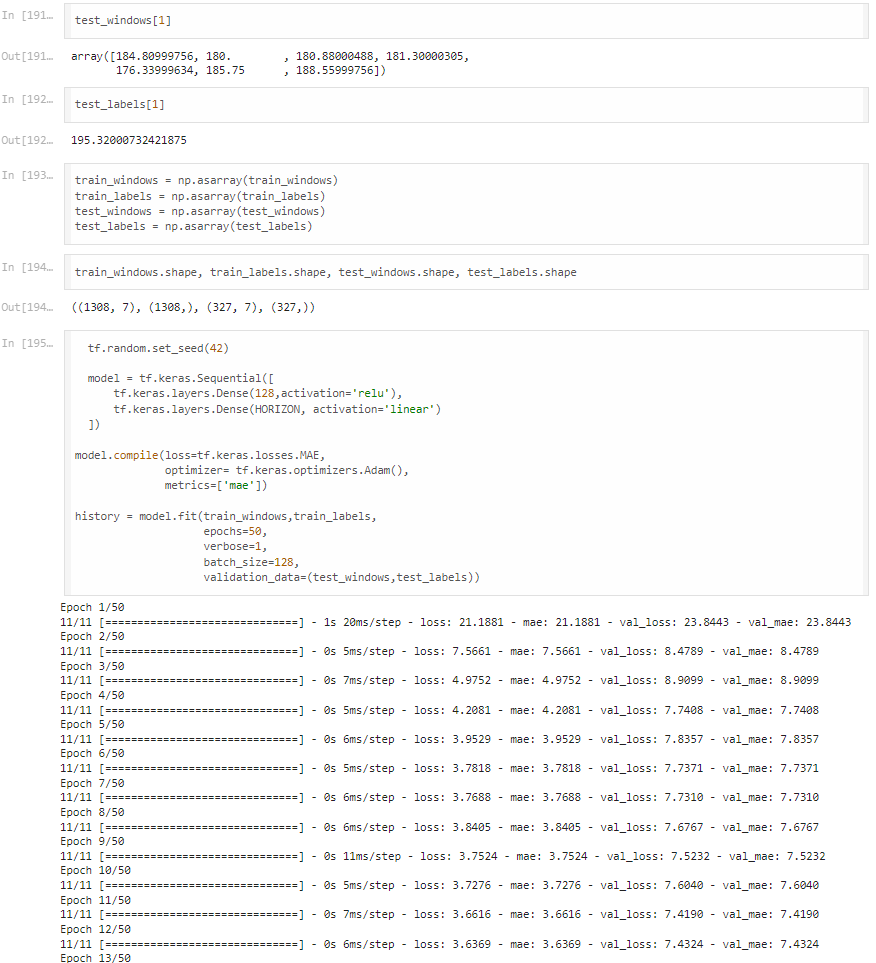 In [191…
test_windows[1]
Out[191…
array([184.80999756, 180.        , 180.88000488, 181.30000305,
       176.33999634, 185.75      , 188.55999756])
In [192…
test_labels[1]
Out[192…
195.32000732421875
In [193…
train_windows = np.asarray(train_windows)
train_labels = np.asarray(train_labels)
test_windows = np.asarray(test_windows)
test_labels = np.asarray(test_labels)
In [194…
train_windows.shape, train_labels.shape, test_windows.shape, test_labels.shape
Out[194…
((1308, 7), (1308,), (327, 7), (327,))
In [195…
  tf.random.set_seed(42)
  model = tf.keras.Sequential([
      tf.keras.layers.Dense(128,activation='relu'),
      tf.keras.layers.Dense(HORIZON, activation='linear')
  ])
model.compile(loss=tf.keras.losses.MAE,
              optimizer= tf.keras.optimizers.Adam(),
              metrics=['mae'])
history = model.fit(train_windows,train_labels,
                    epochs=50,
                    verbose=1,
                    batch_size=128,
                    validation_data=(test_windows,test_labels))
Epoch 1/50
11/11 [==============================] - 1s 20ms/step - loss: 21.1881 - mae: 21.1881 - val_loss: 23.8443 - val_mae: 23.8443
Epoch 2/50
11/11 [==============================] - 0s 5ms/step - loss: 7.5661 - mae: 7.5661 - val_loss: 8.4789 - val_mae: 8.4789
Epoch 3/50
11/11 [==============================] - 0s 7ms/step - loss: 4.9752 - mae: 4.9752 - val_loss: 8.9099 - val_mae: 8.9099
Epoch 4/50
11/11 [==============================] - 0s 5ms/step - loss: 4.2081 - mae: 4.2081 - val_loss: 7.7408 - val_mae: 7.7408
Epoch 5/50
11/11 [==============================] - 0s 6ms/step - loss: 3.9529 - mae: 3.9529 - val_loss: 7.8357 - val_mae: 7.8357
Epoch 6/50
11/11 [==============================] - 0s 5ms/step - loss: 3.7818 - mae: 3.7818 - val_loss: 7.7371 - val_mae: 7.7371
Epoch 7/50
11/11 [==============================] - 0s 6ms/step - loss: 3.7688 - mae: 3.7688 - val_loss: 7.7310 - val_mae: 7.7310
Epoch 8/50
11/11 [==============================] - 0s 6ms/step - loss: 3.8405 - mae: 3.8405 - val_loss: 7.6767 - val_mae: 7.6767
Epoch 9/50
11/11 [==============================] - 0s 11ms/step - loss: 3.7524 - mae: 3.7524 - val_loss: 7.5232 - val_mae: 7.5232
Epoch 10/50
11/11 [==============================] - 0s 5ms/step - loss: 3.7276 - mae: 3.7276 - val_loss: 7.6040 - val_mae: 7.6040
Epoch 11/50
11/11 [==============================] - 0s 7ms/step - loss: 3.6616 - mae: 3.6616 - val_loss: 7.4190 - val_mae: 7.4190
Epoch 12/50
11/11 [==============================] - 0s 6ms/step - loss: 3.6369 - mae: 3.6369 - val_loss: 7.4324 - val_mae: 7.4324
Epoch 13/50